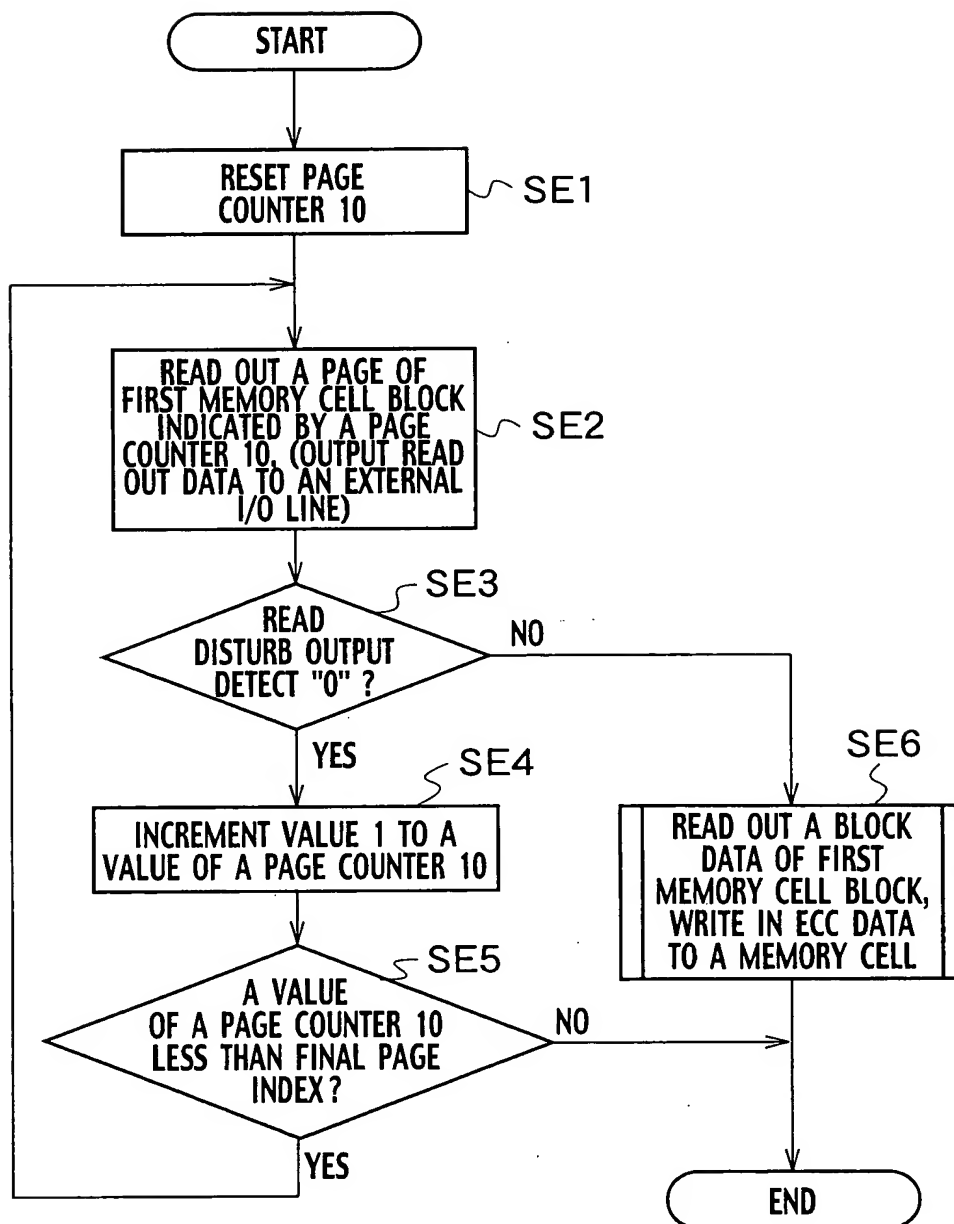 START
RESET PAGE
COUNTER 10
SE1
READ OUT A PAGE OF
FIRST MEMORY CELL BLOCK
INDICATED BY A PAGE
COUNTER 10, (OUTPUT READ
OUT DATA TO AN EXTERNAL
I/O LINE)
SE2
SE3
READ
DISTURB OUTPUT
DETECT "0" ?
NO
YES
SE4
INCREMENT VALUE 1 TO A
VALUE OF A PAGE COUNTER 10
SE6
READ OUT A BLOCK
DATA OF FIRST
MEMORY CELL BLOCK,
WRITE IN ECC DATA
TO A MEMORY CELL
SE5
A VALUE
OF A PAGE COUNTER 10
LESS THAN FINAL PAGE
INDEX?
NO
YES
END